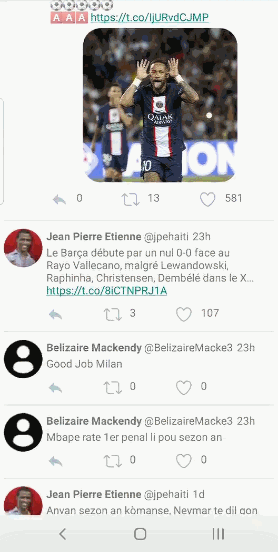 ⚽⚽⚽⚽⚽
🅰🅰🅰 https://t.co/IjURvdCJMP
QATAR
AIRWAYS
10
0 13 581
Jean Pierre Etienne @jpehaiti 23h
Le Barça débute par un nul 0-0 face au
Rayo Vallecano, malgré Lewandowski,
Raphinha, Christensen, Dembélé dans le X...
https://t.co/8iCTNPRJ1A
3 107
Belizaire Mackendy @BelizaireMacke3 23h
Good Job Milan
0 0
Belizaire Mackendy @BelizaireMacke3 23h
Mbape rate 1er penal li pou sezon an
0 0
Jean Pierre Etienne @jpehaiti 1d
Anvan sezon an kòmanse, Neymar te di gon